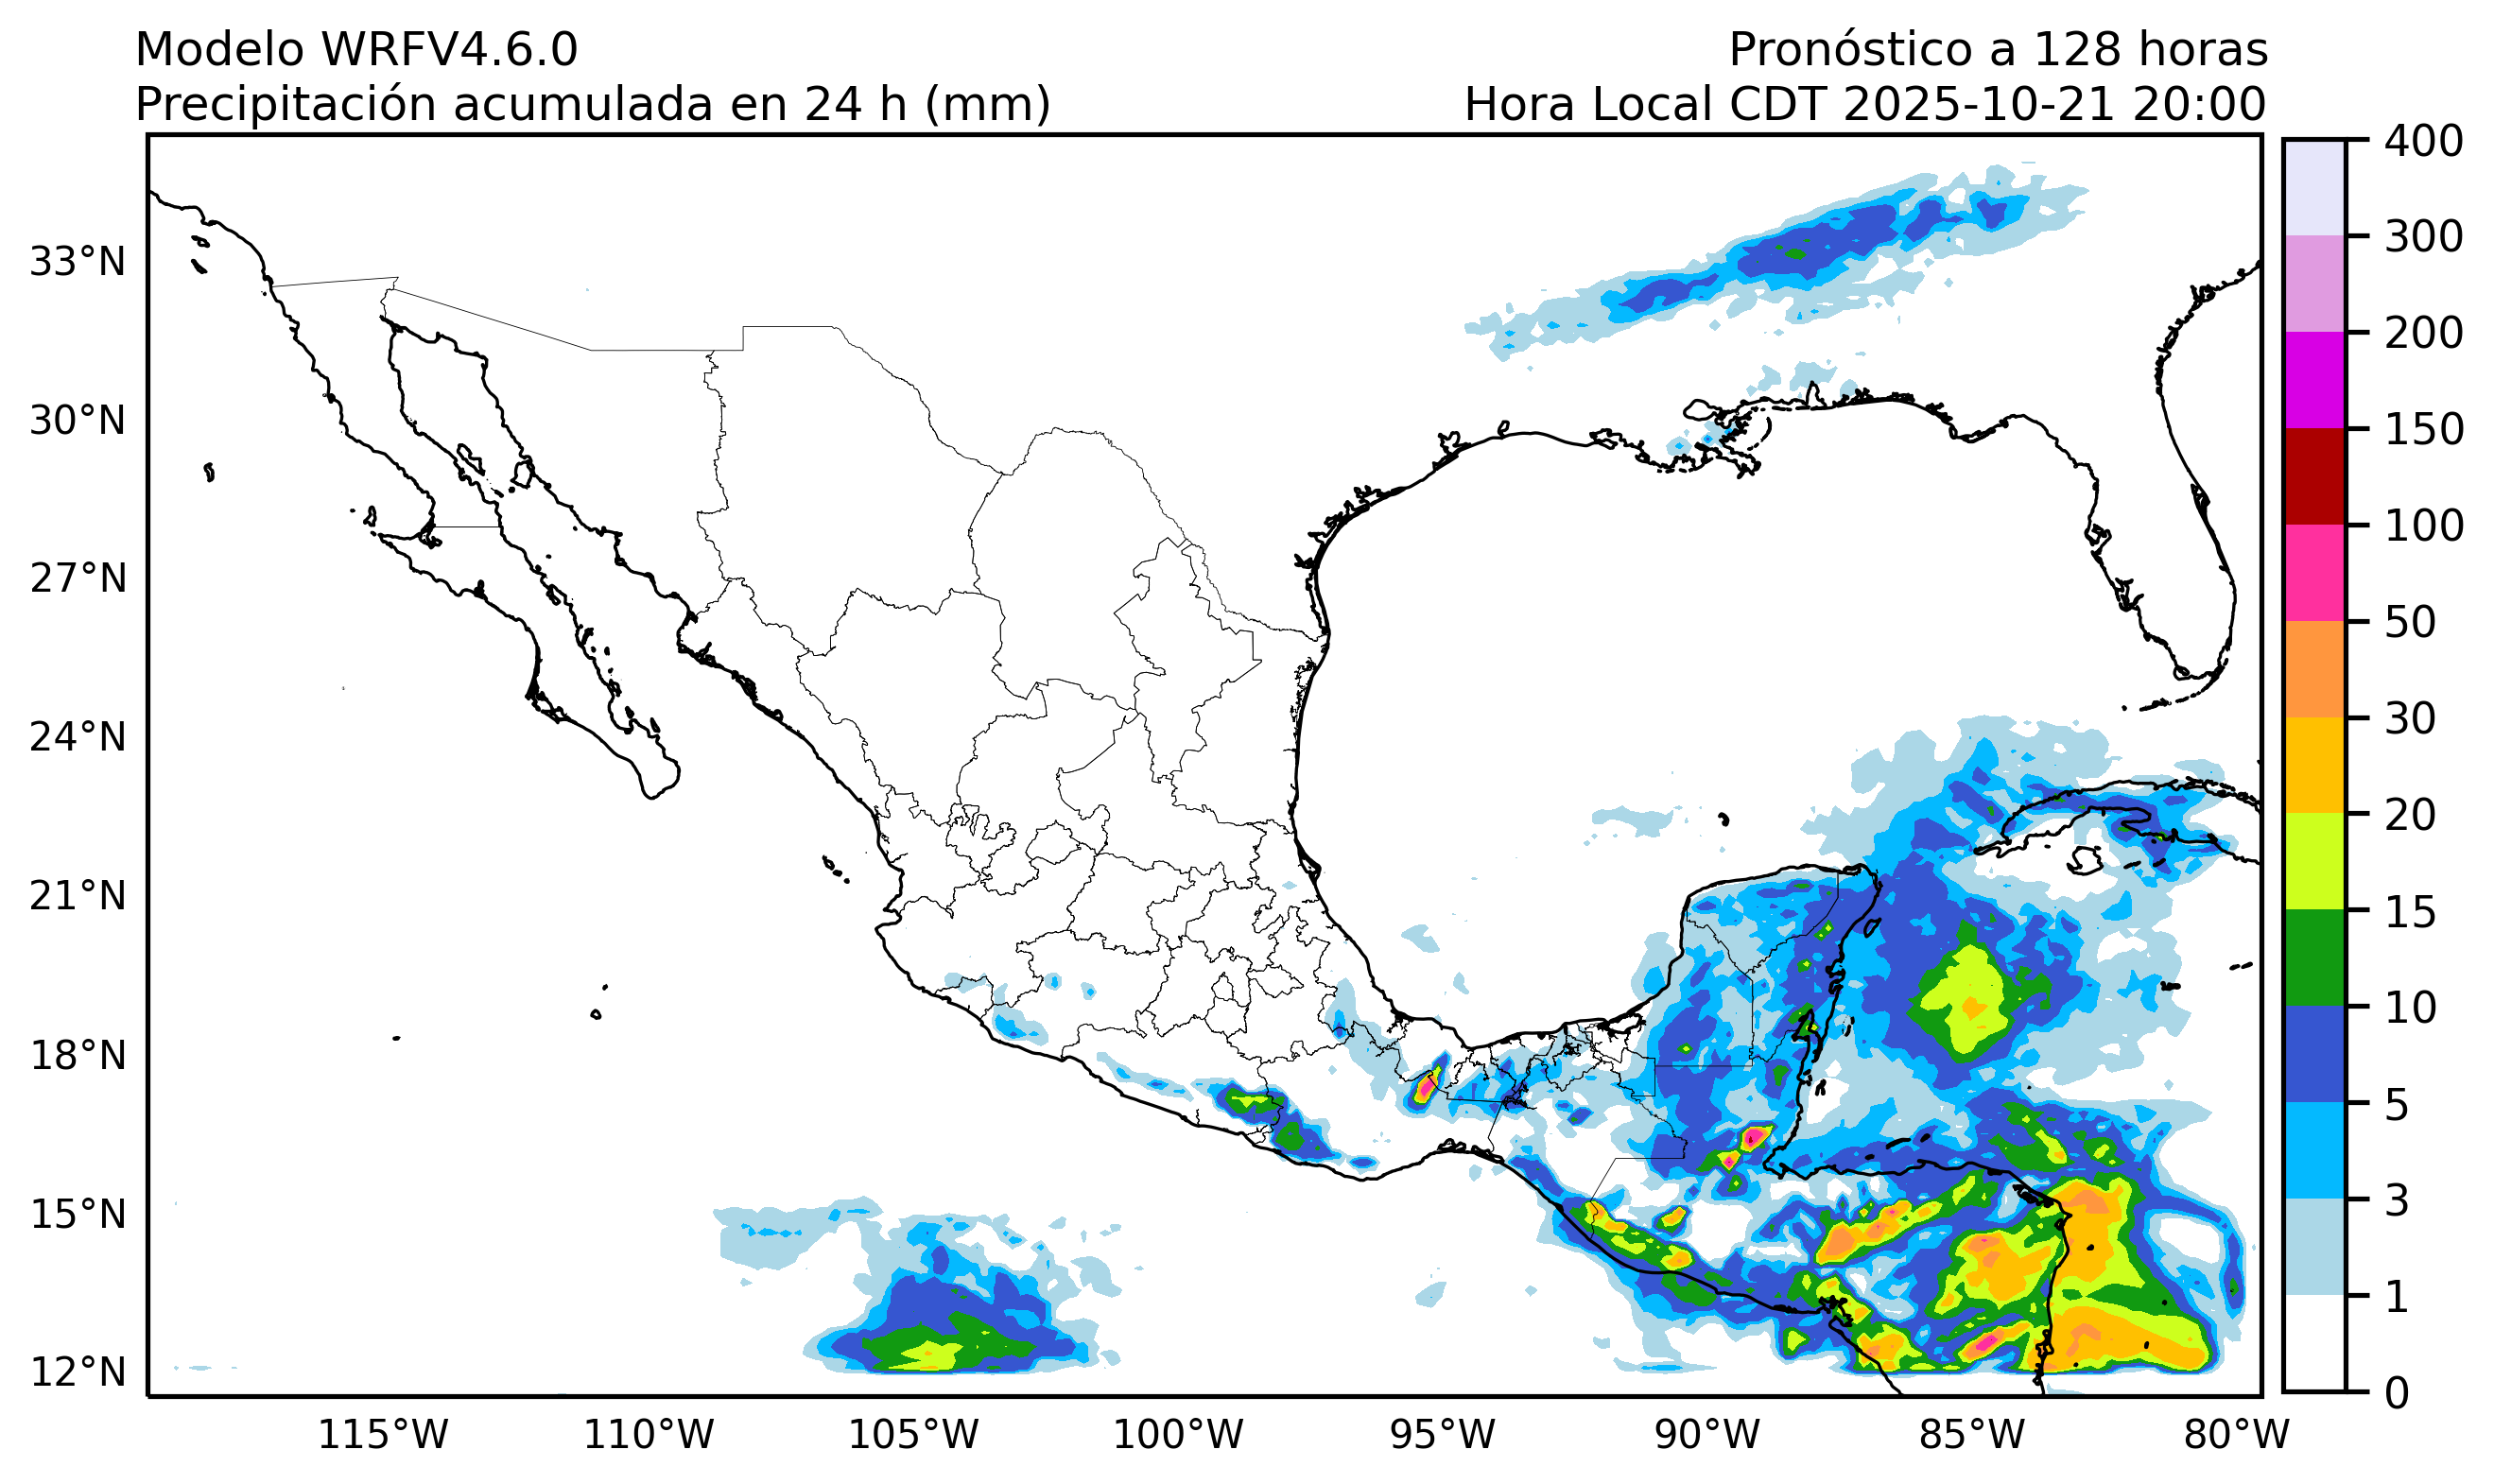 Modelo WRFV4.6.0
Pronóstico a 128 horas
Precipitación acumulada en 24 h (mm)
Hora Local CDT 2025-10-21 20:00
33°N
30°N
27°N
24°N
21°N
18°N
15°N
12°N
115°W
110°W
105°W
100°W
95°W
90°W
85°W
80°W
400
300
200
150
100
50
30
20
15
10
5
3
1
0